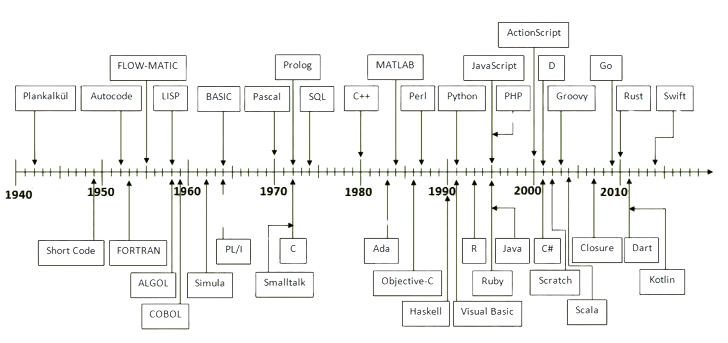 ActionScript
FLOW-MATIC
Prolog
MATLAB
JavaScript
D
Go
Plankalkül
Autocode
LISP
BASIC
Pascal
SQL
C++
Perl
Python
PHP
Groovy
Rust
Swift
1940
1950
1960
1970
1980
1990
2000
2010
Short Code
FORTRAN
PL/I
C
Ada
R
Java
C#
Closure
Dart
ALGOL
Simula
Smalltalk
Objective-C
Ruby
Scratch
Kotlin
COBOL
Haskell
Visual Basic
Scala